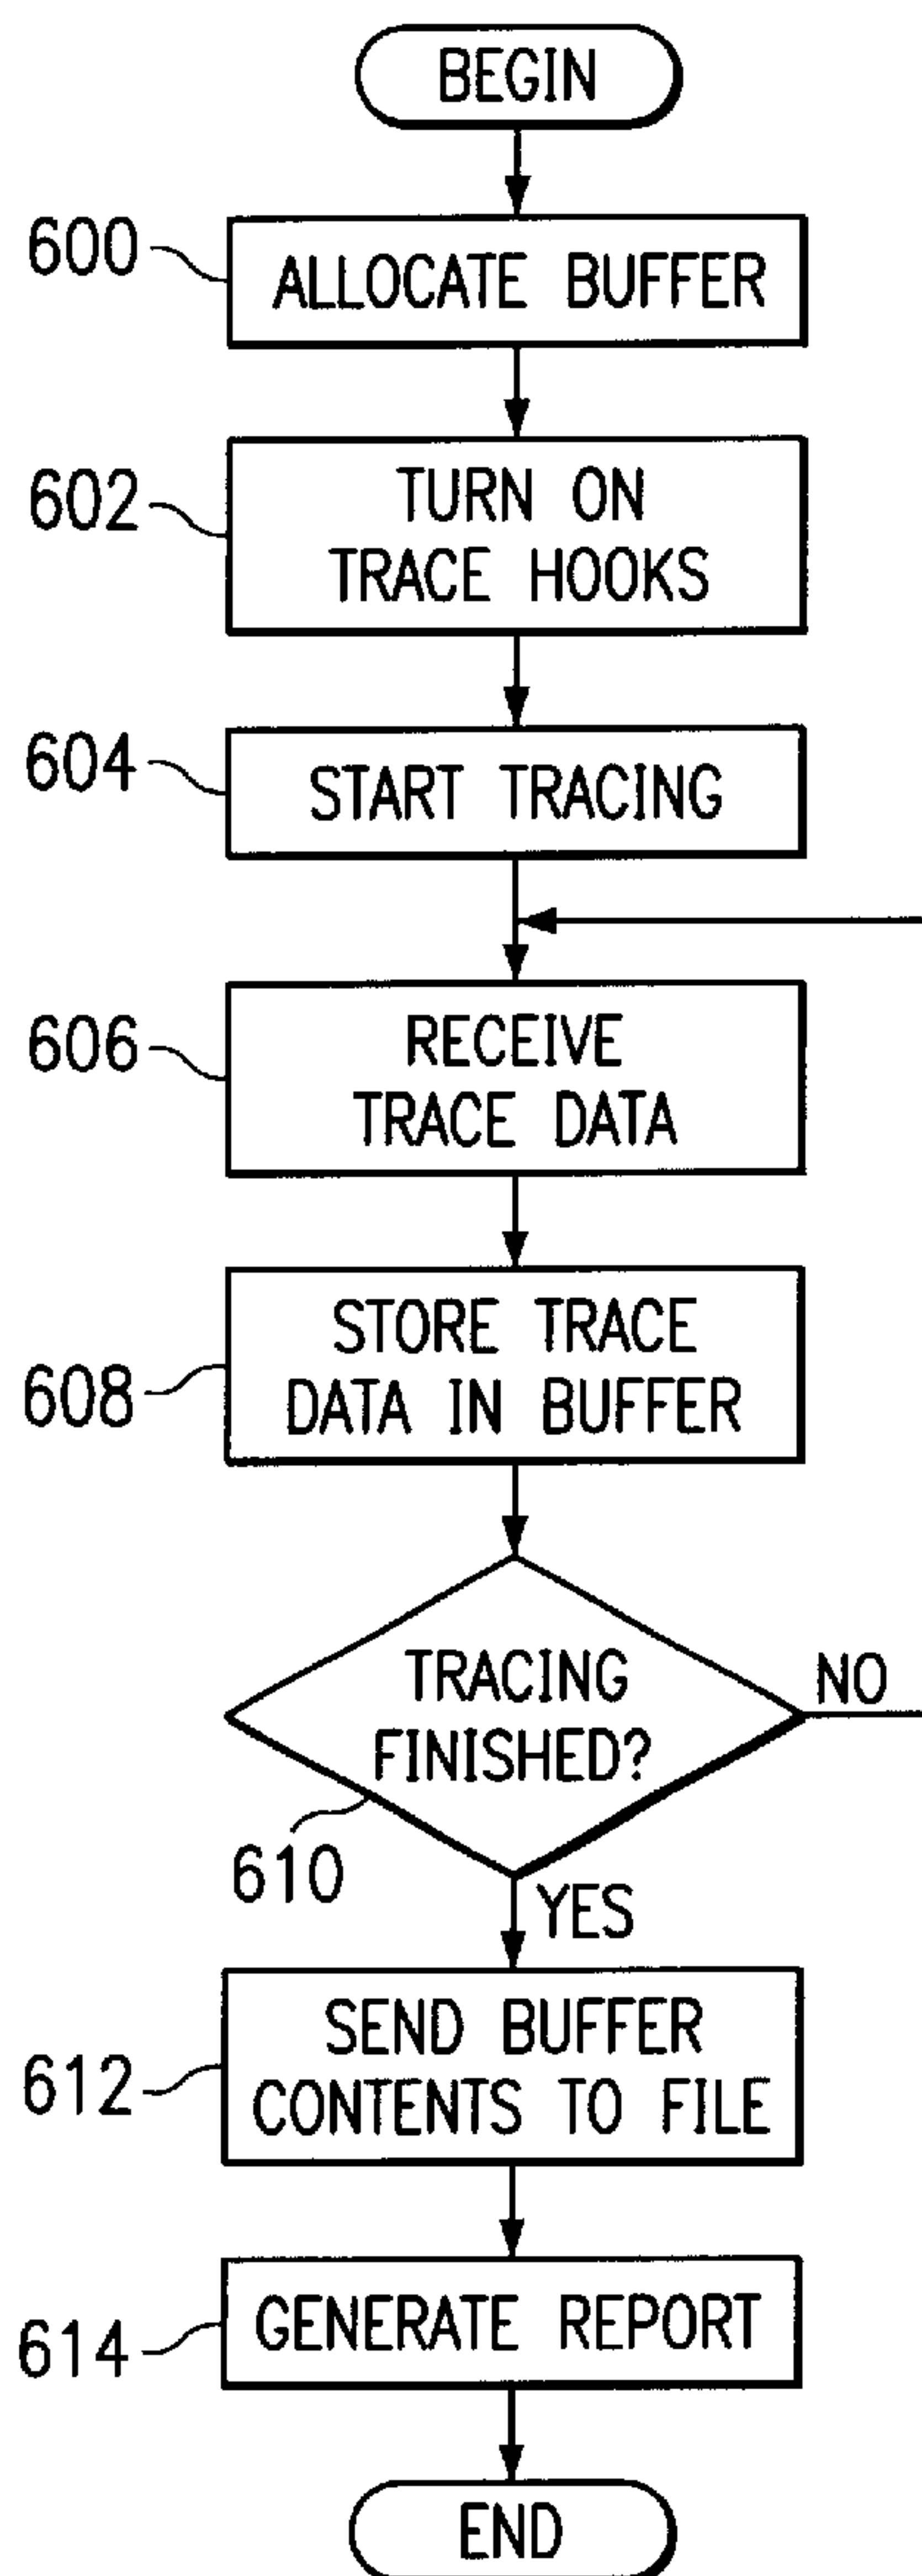 BEGIN
600
ALLOCATE BUFFER
602
TURN ON
TRACE HOOKS
604
START TRACING
606
RECEIVE
TRACE DATA
608
STORE TRACE
DATA IN BUFFER
TRACING
FINISHED?
NO
610
YES
612
SEND BUFFER
CONTENTS TO FILE
614
GENERATE REPORT
END